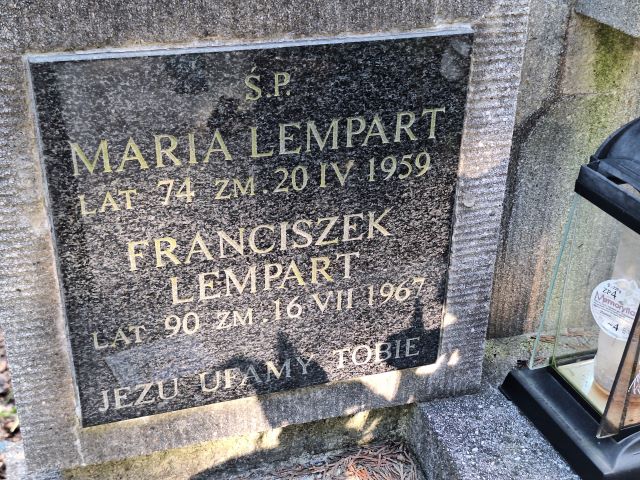 Ś.P.
MARIA LEMPART
LAT 74 ZM. 20 IV 1959
FRANCISZEK
LEMPART
LAT 90 ZM. 16 VII 1967
JEZU UFAMY TOBIE